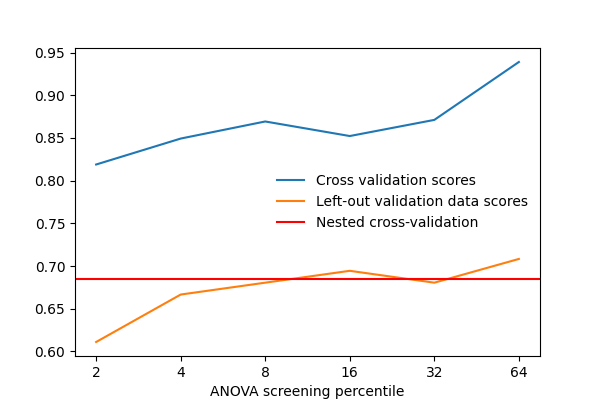 0.95
0.90
0.85
0.80
0.75
0.70
0.65
0.60
Cross validation scores
Left-out validation data scores
Nested cross-validation
2 4 8 16 32 64
ANOVA screening percentile